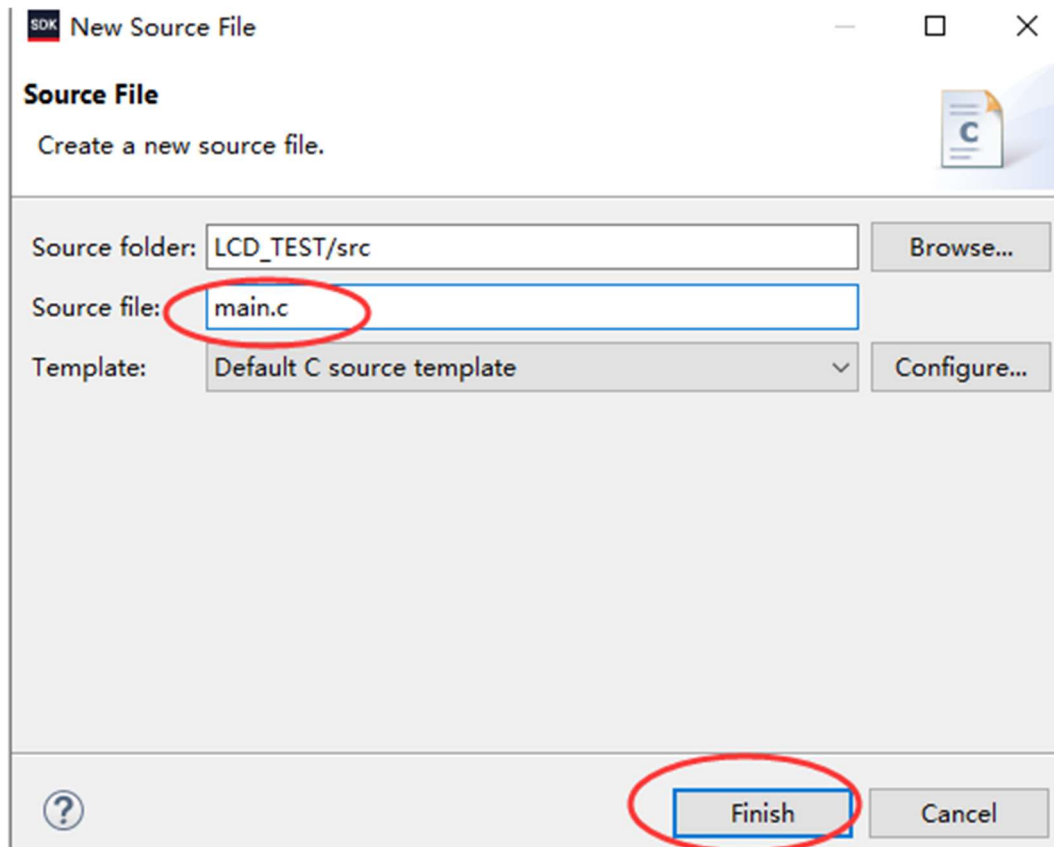 SDK New Source File
Source File
Create a new source file.
C
Source folder: LCD_TEST/src Browse...
Source file: main.c
Template: Default C source template Configure...
? Finish Cancel